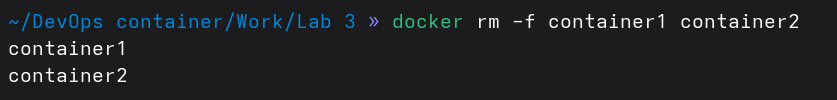 ~/DevOps container/Work/Lab 3 » docker rm -f container1 container2
container1
container2